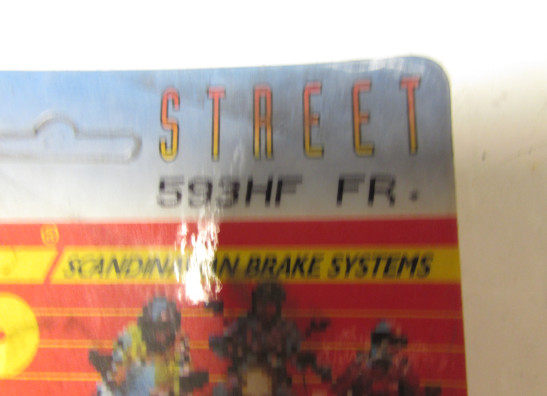 STREET
593HF FR.
®
SCANDINAVIAN BRAKE SYSTEMS